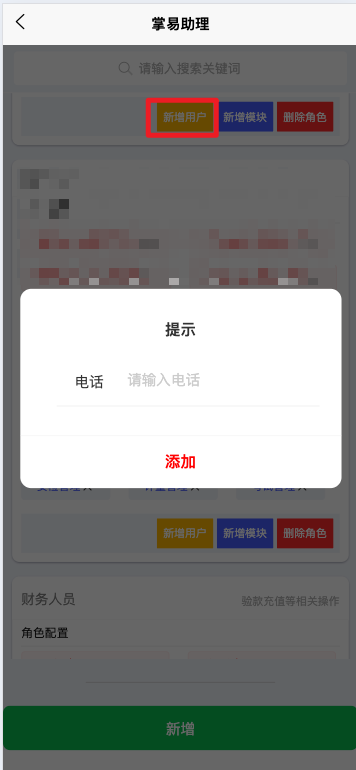 掌易助理
请输入搜索关键词
新增用户 新增模块 删除角色
提示
电话 请输入电话
添加
新增用户 新增模块 删除角色
财务人员 验款充值等相关操作
角色配置
新增